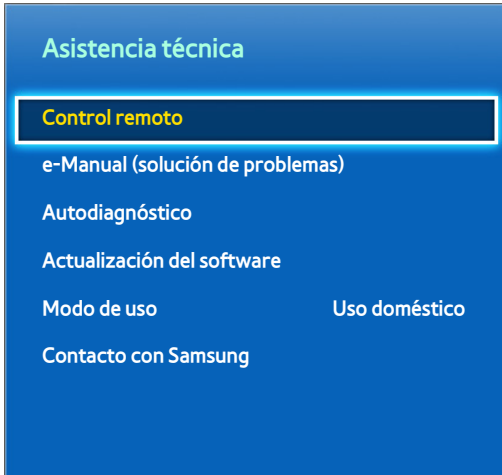 Asistencia técnica
Control remoto
e-Manual (solución de problemas)
Autodiagnóstico
Actualización del software
Modo de uso Uso doméstico
Contacto con Samsung